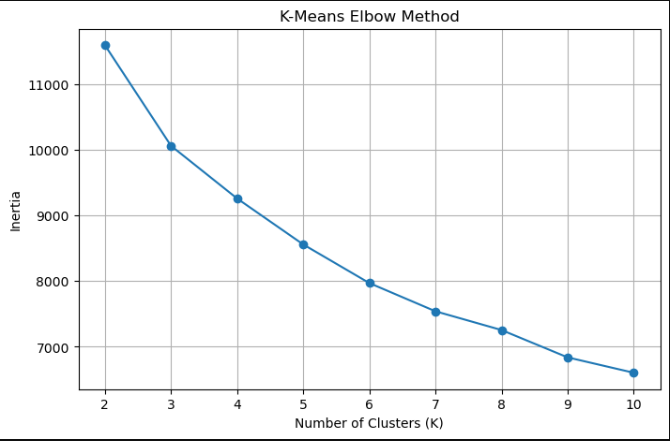 K-Means Elbow Method
11000
10000
9000
8000
7000
Inertia
2 3 4 5 6 7 8 9 10
Number of Clusters (K)